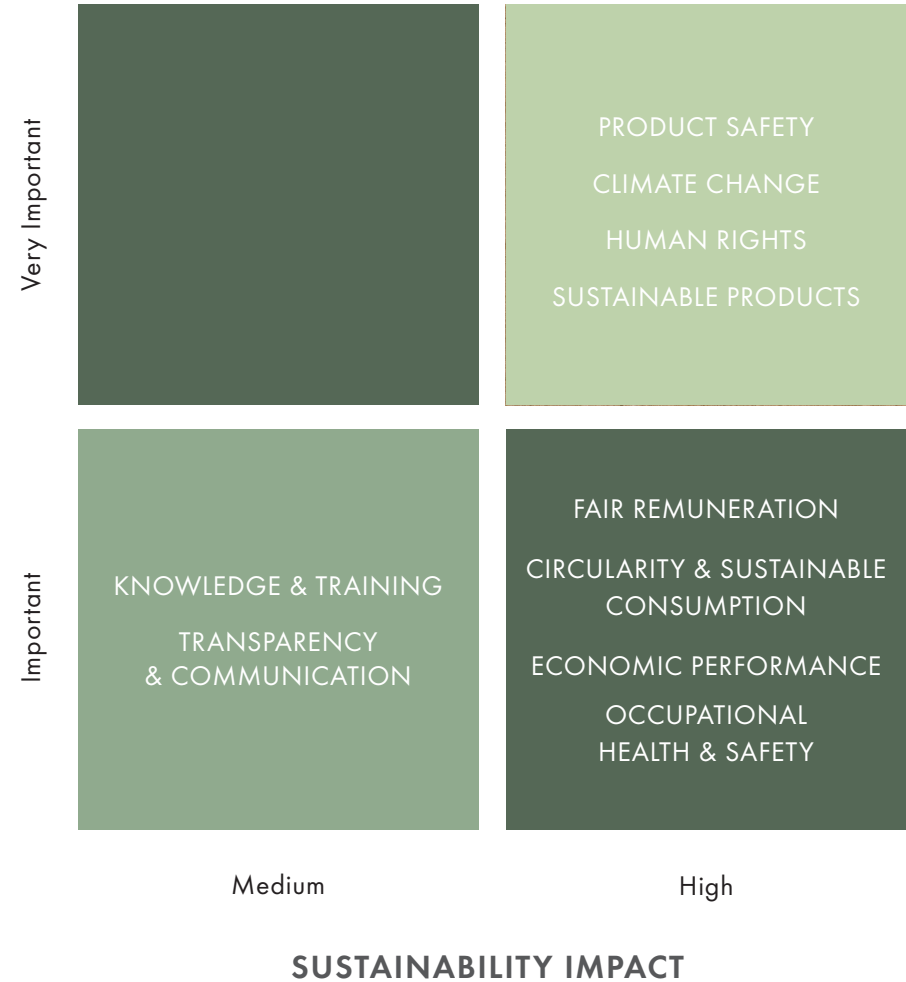 Very Important
PRODUCT SAFETY
CLIMATE CHANGE
HUMAN RIGHTS
SUSTAINABLE PRODUCTS
Important
KNOWLEDGE & TRAINING
TRANSPARENCY
& COMMUNICATION
FAIR REMUNERATION
CIRCULARITY & SUSTAINABLE
CONSUMPTION
ECONOMIC PERFORMANCE
OCCUPATIONAL
HEALTH & SAFETY
Medium
High
SUSTAINABILITY IMPACT